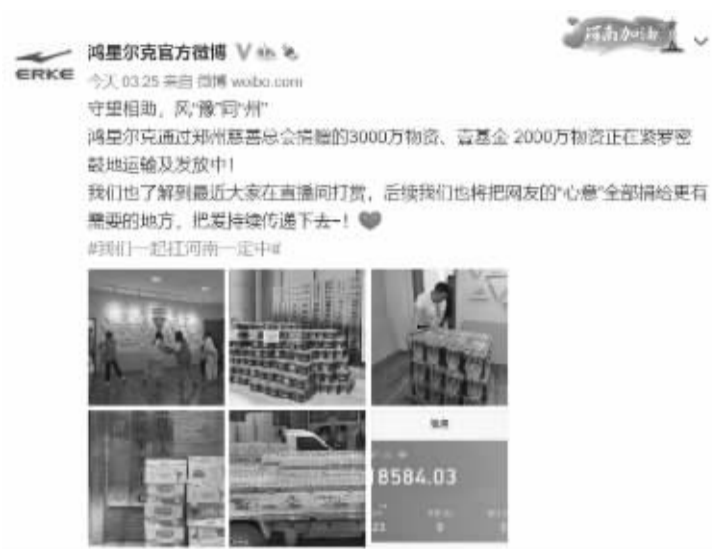 河南加油
鸿星尔克官方微博
ERKE
今天 03:25 来自 微博 weibo.com
守望相助，风“豫”同“州”
鸿星尔克通过郑州慈善总会捐赠的3000万物资、壹基金 2000万物资正在紧罗密
鼓地运输及发放中！
我们也了解到最近大家在直播间打赏，后续我们也将把网友的“心意”全部捐给更有
需要的地方，把爱持续传递下去~！
#我们一起扛河南一定中#
18584.03